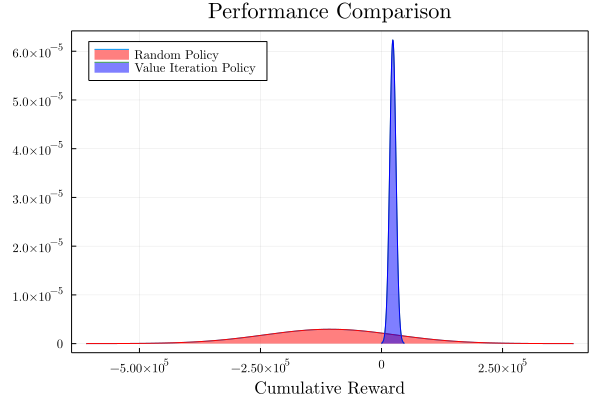 Performance Comparison
Random Policy
Value Iteration Policy
6.0×10⁻⁵
5.0×10⁻⁵
4.0×10⁻⁵
3.0×10⁻⁵
2.0×10⁻⁵
1.0×10⁻⁵
0
−5.00×10⁵ −2.50×10⁵ 0 2.50×10⁵
Cumulative Reward